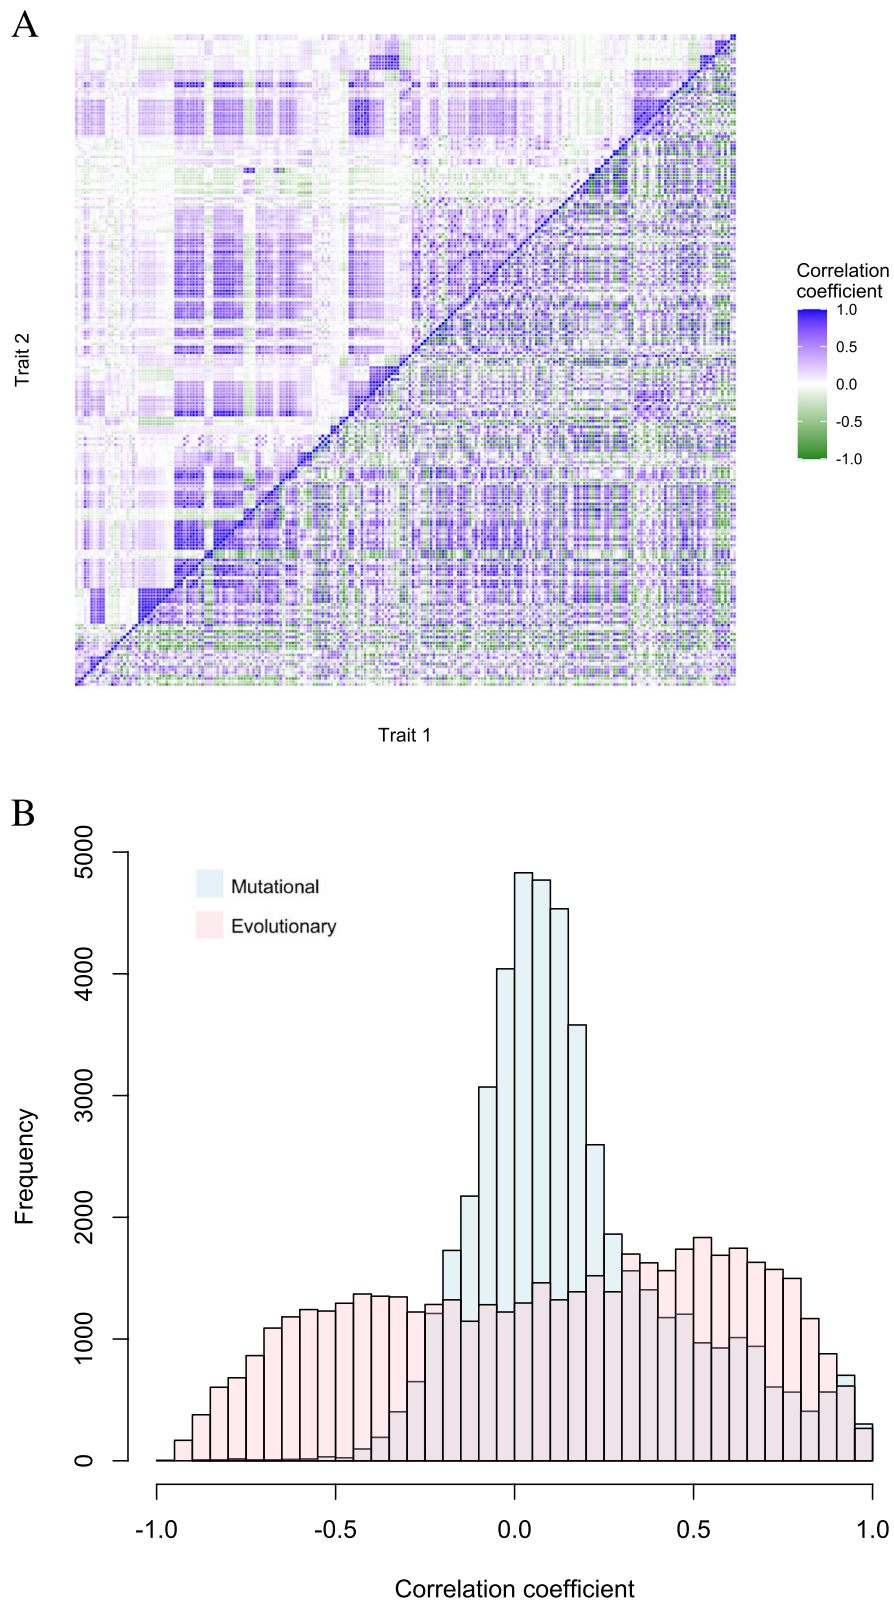 A
Trait 2
Trait 1
Correlation
coefficient
1.0
0.5
0.0
-0.5
-1.0
B
Frequency
5000
4000
3000
2000
1000
0
Mutational
Evolutionary
-1.0
-0.5
0.0
0.5
1.0
Correlation coefficient